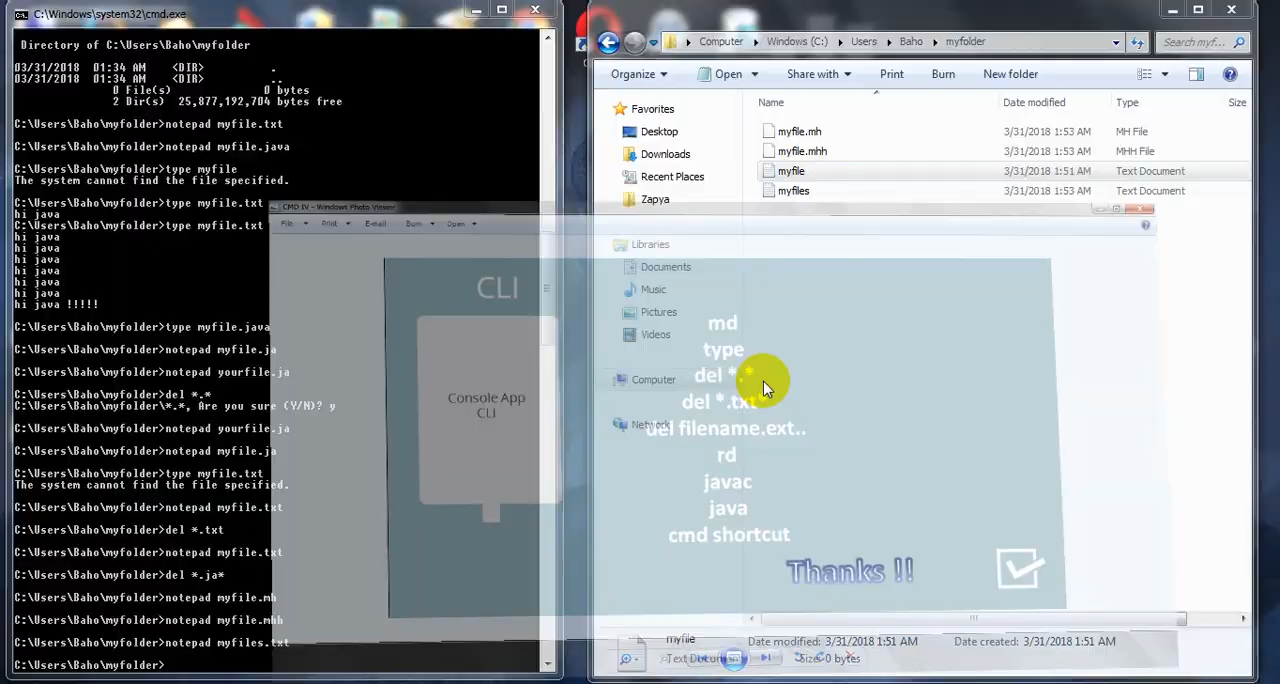 C:\Windows\system32\cmd.exe
Directory of C:\Users\Baho\myfolder
03/31/2018 01:34 AM <DIR> .
03/31/2018 01:34 AM <DIR> ..
0 File(s) 0 bytes
2 Dir(s) 25,877,192,704 bytes free
C:\Users\Baho\myfolder>notepad myfile.txt
C:\Users\Baho\myfolder>notepad myfile.java
C:\Users\Baho\myfolder>type myfile
The system cannot find the file specified.
C:\Users\Baho\myfolder>type myfile.txt
hi java
C:\Users\Baho\myfolder>type myfile.txt
hi java
hi java
hi java
hi java
hi java
hi java
hi java !!!!!
C:\Users\Baho\myfolder>type myfile.java
C:\Users\Baho\myfolder>notepad myfile.ja
C:\Users\Baho\myfolder>notepad yourfile.ja
C:\Users\Baho\myfolder>del *.*
C:\Users\Baho\myfolder\*.*, Are you sure (Y/N)? y
C:\Users\Baho\myfolder>notepad yourfile.ja
C:\Users\Baho\myfolder>notepad myfile.ja
C:\Users\Baho\myfolder>type myfile.txt
The system cannot find the file specified.
C:\Users\Baho\myfolder>notepad myfile.txt
C:\Users\Baho\myfolder>del *.txt
C:\Users\Baho\myfolder>notepad myfile.txt
C:\Users\Baho\myfolder>del *.ja*
C:\Users\Baho\myfolder>notepad myfile.mh
C:\Users\Baho\myfolder>notepad myfile.mhh
C:\Users\Baho\myfolder>notepad myfiles.txt
C:\Users\Baho\myfolder>
Computer Windows (C:) Users Baho myfolder
Search myf...
Organize Open Share with Print Burn New folder
Favorites
Desktop
Downloads
Recent Places
Zapya
Libraries
Documents
Music
Pictures
Videos
Computer
Network
Name Date modified Type Size
myfile.mh 3/31/2018 1:53 AM MH File
myfile.mhh 3/31/2018 1:53 AM MHH File
myfile 3/31/2018 1:51 AM Text Document
myfiles 3/31/2018 1:53 AM Text Document
CMD IV - Windows Photo Viewer
File Print E-mail Burn Open
CLI
Console App
CLI
md
type
del *.*
del *.txt*
del filename.ext..
rd
javac
java
cmd shortcut
Thanks !!
myfile Date modified: 3/31/2018 1:51 AM Date created: 3/31/2018 1:51 AM
Size: 0 bytes